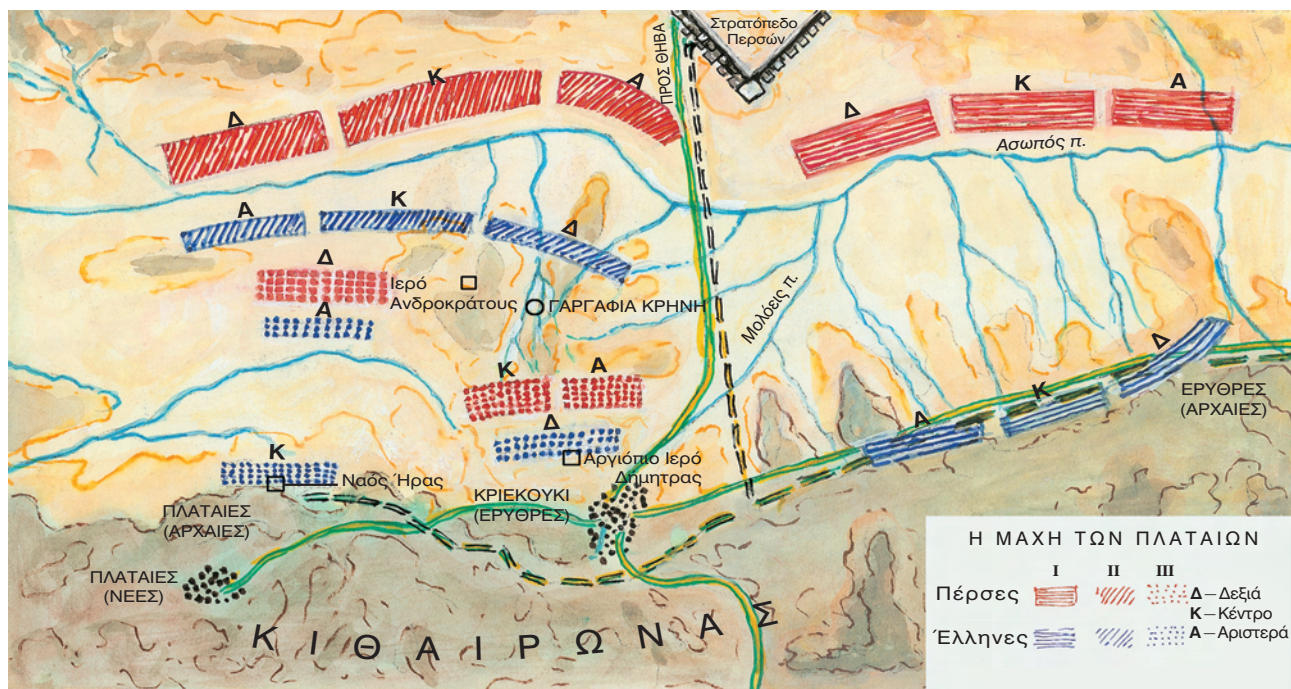 Στρατόπεδο
Περσών
ΠΡΟΣ ΘΗΒΑ
Δ
Κ
Α
Δ
Κ
Α
Ασωπός π.
Α
Κ
Δ
Δ
Ιερό
Ανδροκράτους
ΓΑΡΓΑΦΙΑ ΚΡΗΝΗ
Μολόεις π.
Α
Κ
Α
Δ
Αργιόπιο Ιερό
Δήμητρας
Α
Κ
Δ
ΕΡΥΘΡΕΣ
(ΑΡΧΑΙΕΣ)
Κ
Ναός Ήρας
ΠΛΑΤΑΙΕΣ
(ΑΡΧΑΙΕΣ)
ΚΡΙΕΚΟΥΚΙ
(ΕΡΥΘΡΕΣ)
ΠΛΑΤΑΙΕΣ
(ΝΕΕΣ)
ΚΙΘΑΙΡΩΝΑΣ
Η ΜΑΧΗ ΤΩΝ ΠΛΑΤΑΙΩΝ
I II III
Πέρσες
Έλληνες
Δ – Δεξιά
Κ – Κέντρο
Α – Αριστερά